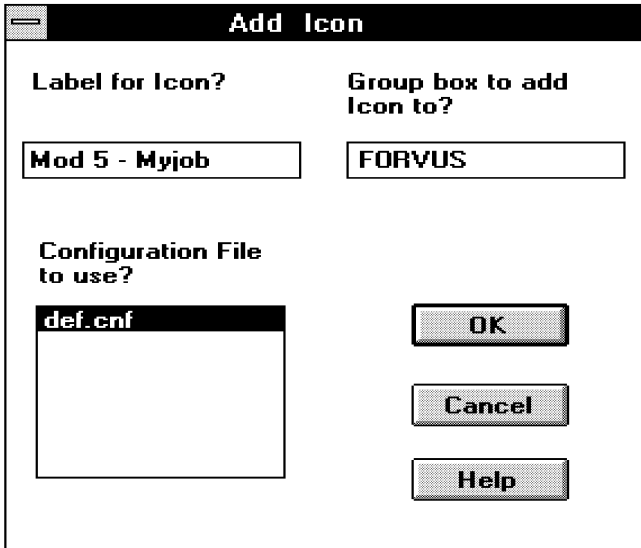 Add Icon
Label for Icon?
Group box to add
Icon to?
Mod 5 - Myjob
FORVUS
Configuration File
to use?
def.cnf
OK
Cancel
Help